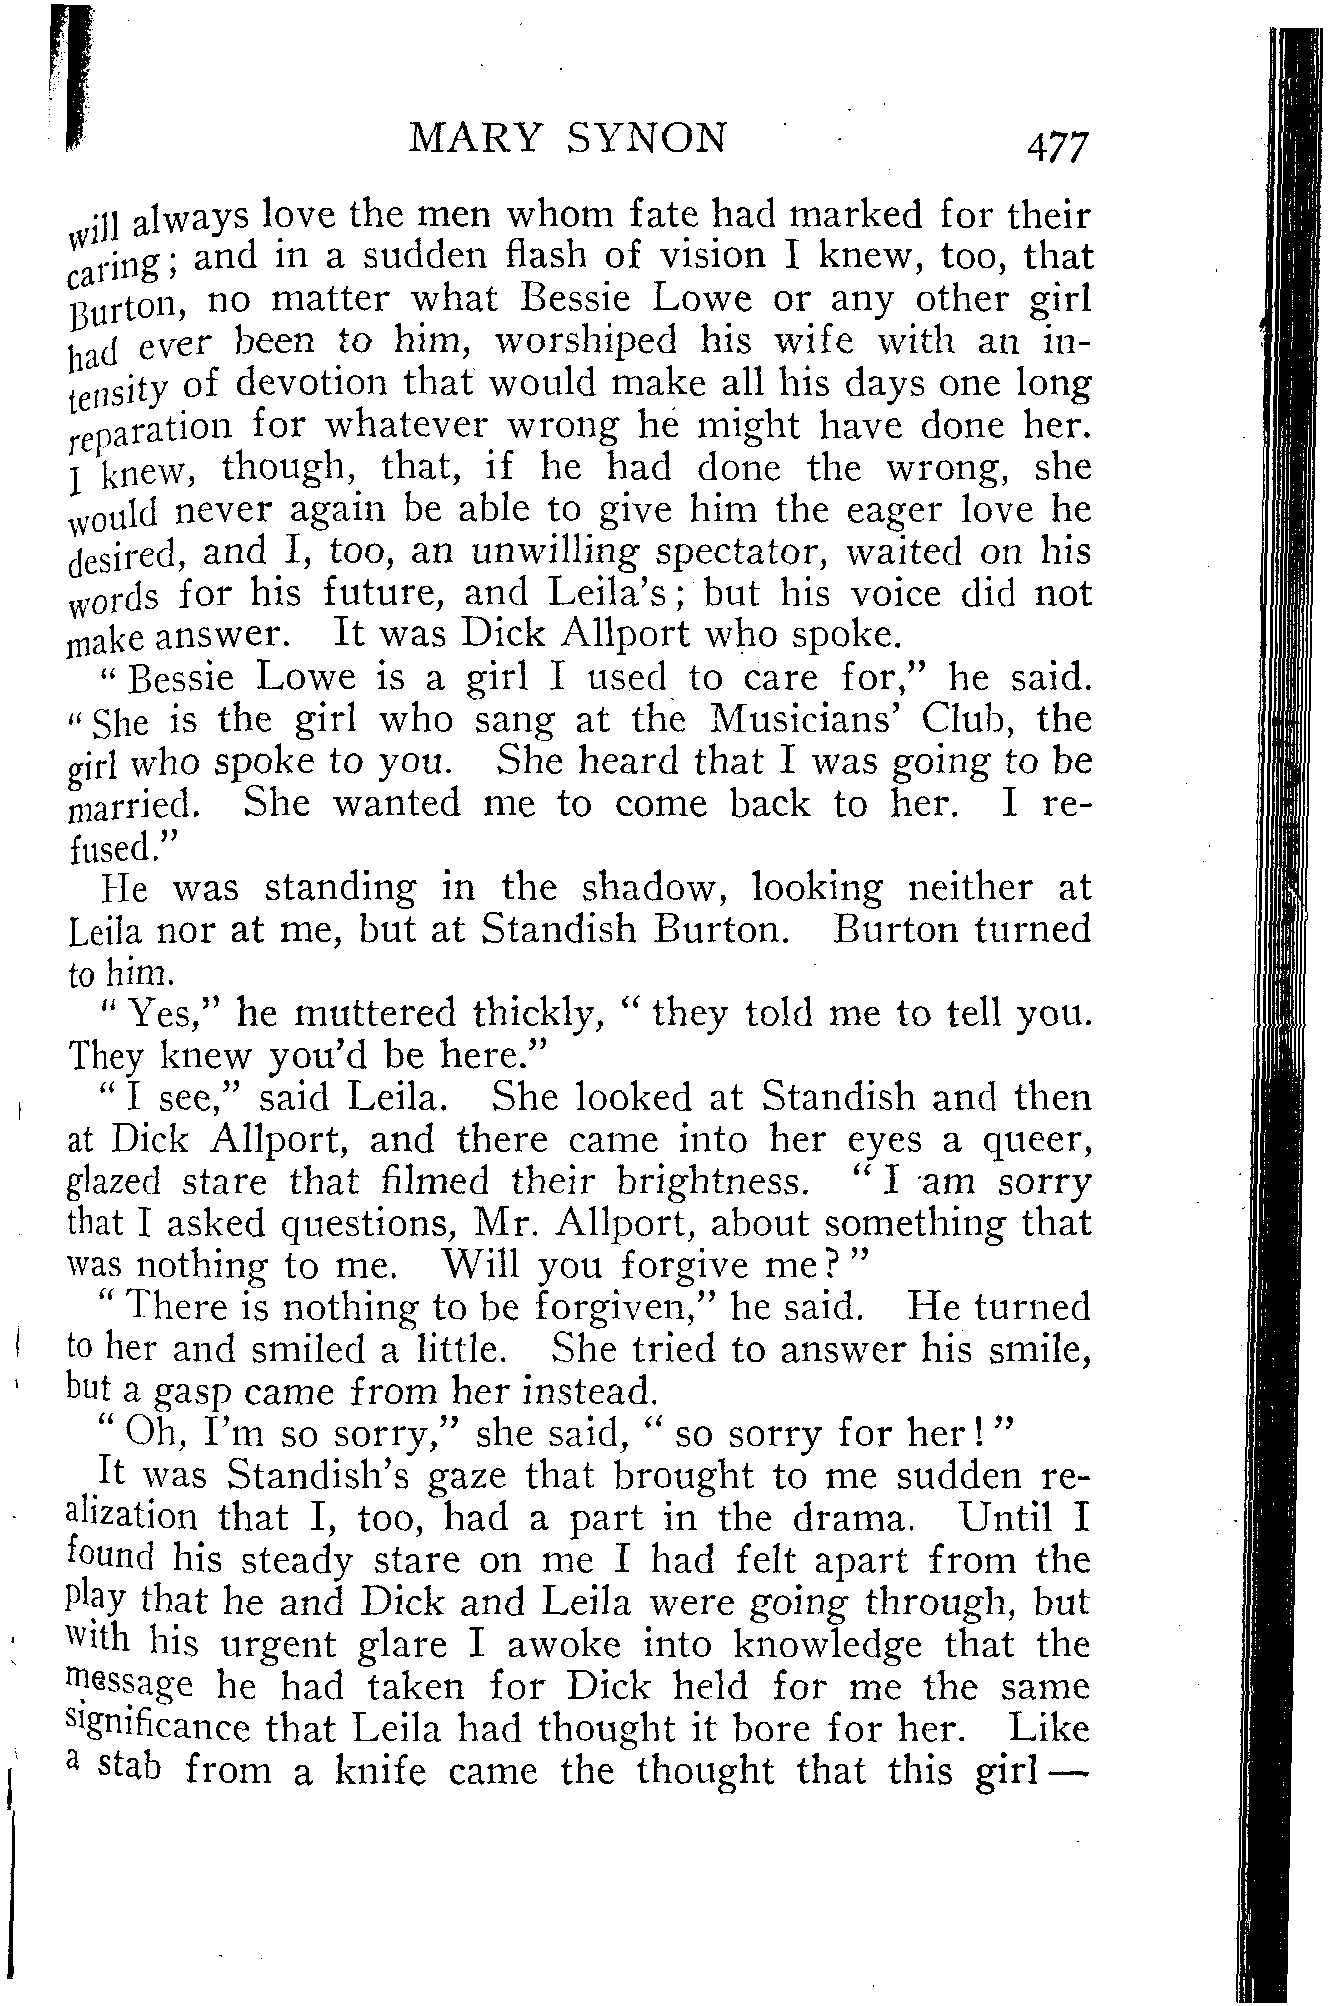 MARY SYNON 477
will always love the men whom fate had marked for their
caring; and in a sudden flash of vision I knew, too, that
Burton, no matter what Bessie Lowe or any other girl
had ever been to him, worshiped his wife with an in-
tensity of devotion that would make all his days one long
reparation for whatever wrong he might have done her.
I knew, though, that, if he had done the wrong, she
would never again be able to give him the eager love he
desired, and I, too, an unwilling spectator, waited on his
words for his future, and Leila's; but his voice did not
make answer. It was Dick Allport who spoke.
"Bessie Lowe is a girl I used to care for," he said.
"She is the girl who sang at the Musicians' Club, the
girl who spoke to you. She heard that I was going to be
married. She wanted me to come back to her. I re-
fused."
He was standing in the shadow, looking neither at
Leila nor at me, but at Standish Burton. Burton turned
to him.
"Yes," he muttered thickly, "they told me to tell you.
They knew you'd be here."
"I see," said Leila. She looked at Standish and then
at Dick Allport, and there came into her eyes a queer,
glazed stare that filmed their brightness. "I am sorry
that I asked questions, Mr. Allport, about something that
was nothing to me. Will you forgive me?"
"There is nothing to be forgiven," he said. He turned
to her and smiled a little. She tried to answer his smile,
but a gasp came from her instead.
"Oh, I'm so sorry," she said, "so sorry for her!"
It was Standish's gaze that brought to me sudden re-
alization that I, too, had a part in the drama. Until I
found his steady stare on me I had felt apart from the
play that he and Dick and Leila were going through, but
with his urgent glare I awoke into knowledge that the
message he had taken for Dick held for me the same
significance that Leila had thought it bore for her. Like
a stab from a knife came the thought that this girl—